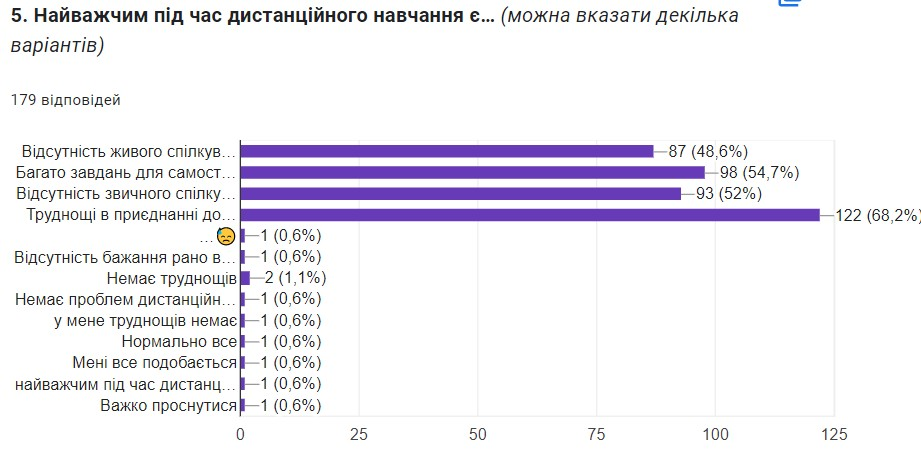 5. Найважчим під час дистанційного навчання є... (можна вказати декілька
варіантів)
179 відповідей
Відсутність живого спілкув... 87 (48,6%)
Багато завдань для самост... 98 (54,7%)
Відсутність звичного спілку... 93 (52%)
Труднощі в приєднанні до... 122 (68,2%)
...😓 1 (0,6%)
Відсутність бажання рано в... 1 (0,6%)
Немає труднощів 2 (1,1%)
Немає проблем дистанційн... 1 (0,6%)
у мене труднощів немає 1 (0,6%)
Нормально все 1 (0,6%)
Мені все подобається 1 (0,6%)
найважчим під час дистанц... 1 (0,6%)
Важко проснутися 1 (0,6%)
0 25 50 75 100 125